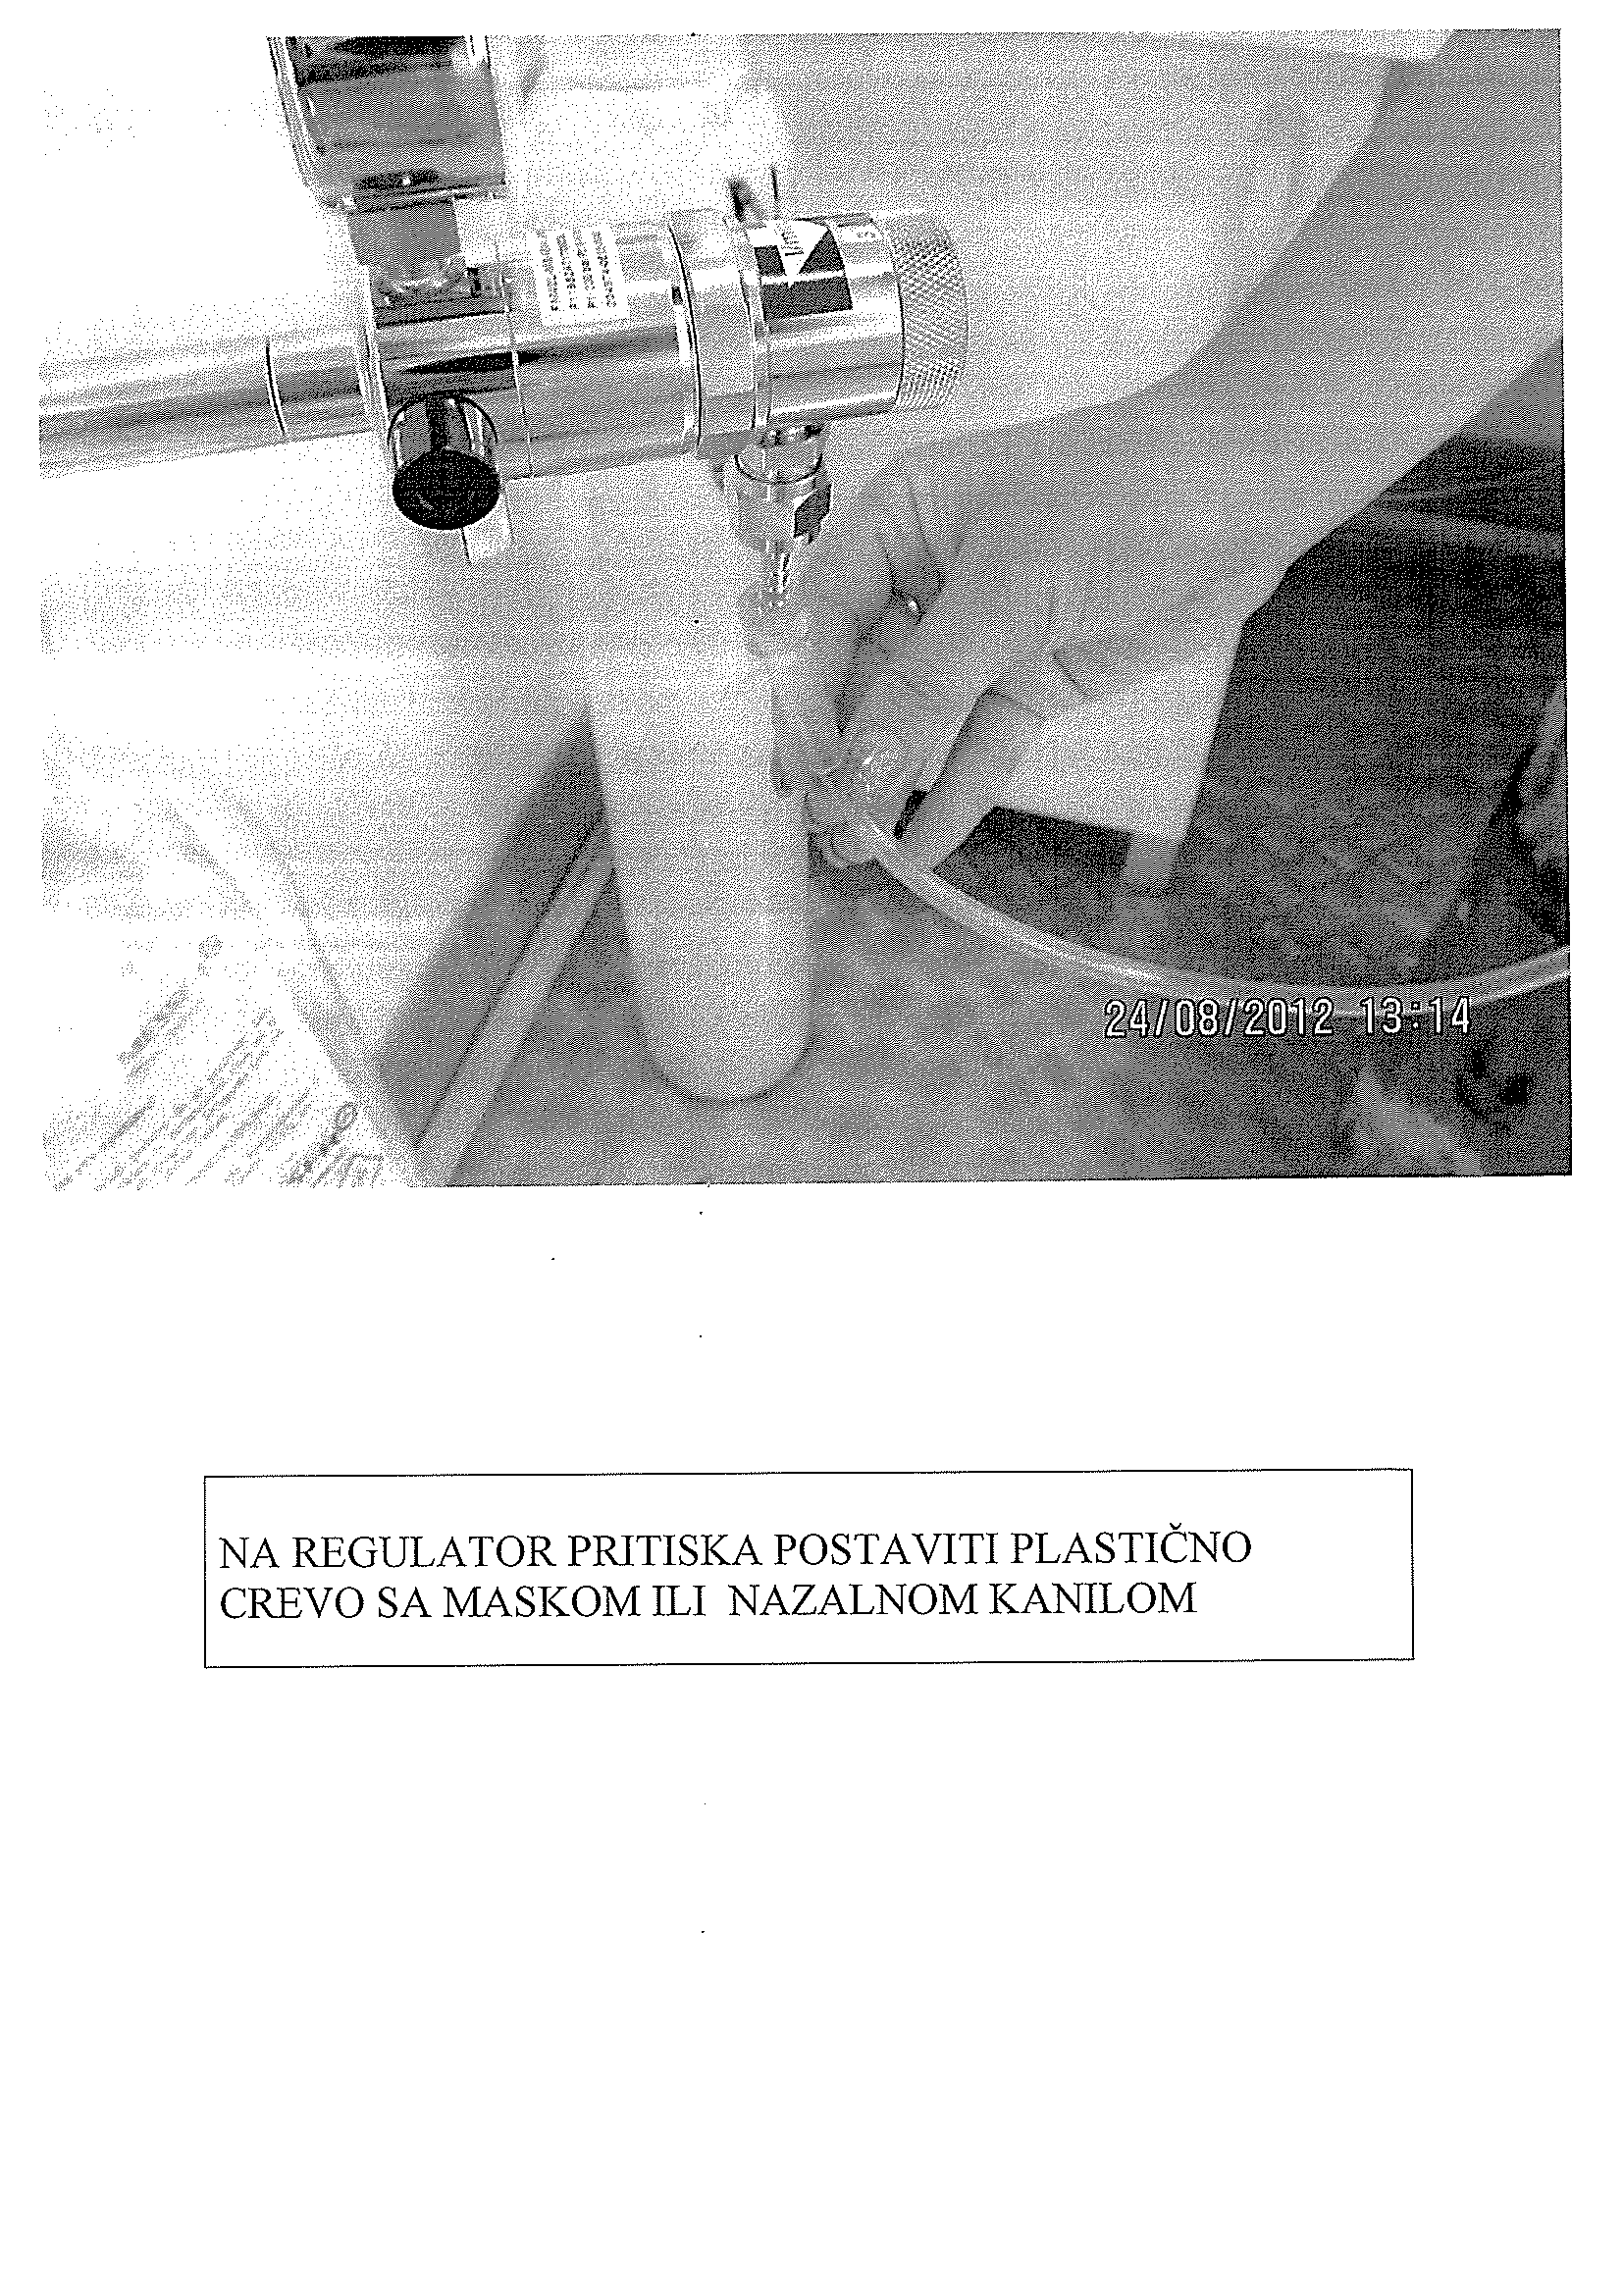 24/08/2012 13:14
NA REGULATOR PRITISKA POSTAVITI PLASTIČNO
CREVO SA MASKOM ILI NAZALNOM KANILOM